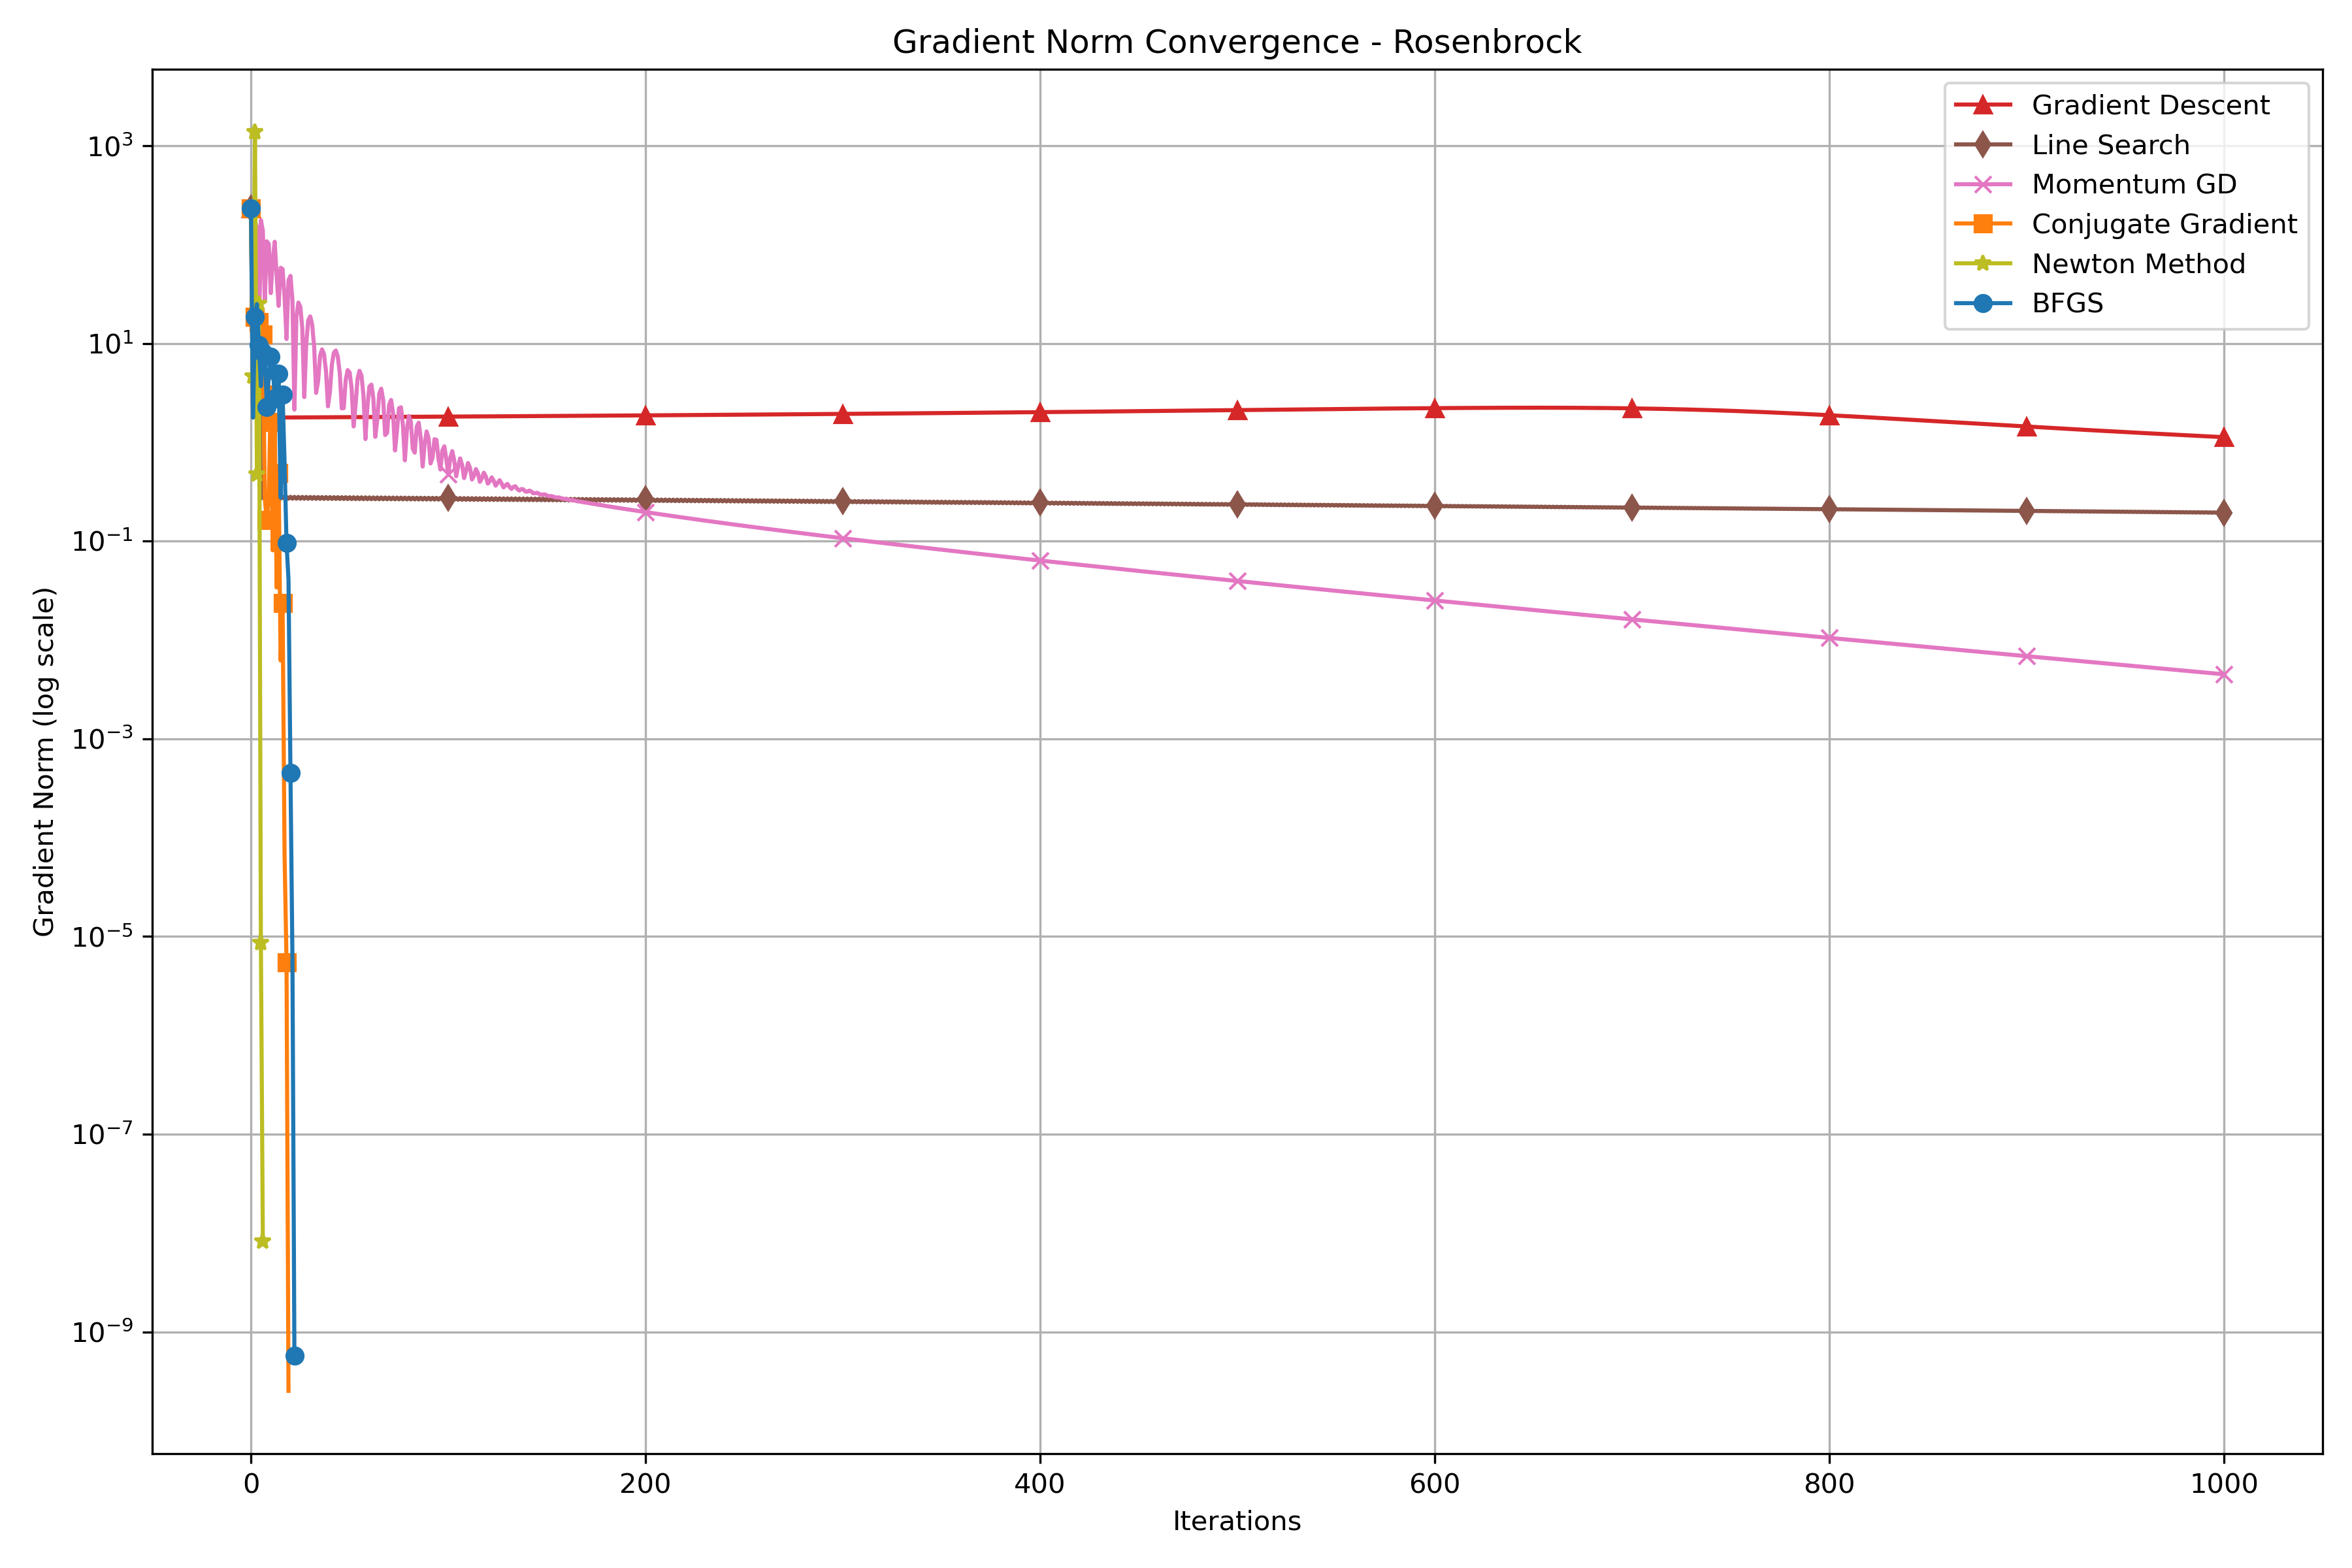 Gradient Norm Convergence - Rosenbrock
Gradient Descent
Line Search
Momentum GD
Conjugate Gradient
Newton Method
BFGS
Gradient Norm (log scale)
10³
10¹
10⁻¹
10⁻³
10⁻⁵
10⁻⁷
10⁻⁹
0 200 400 600 800 1000
Iterations